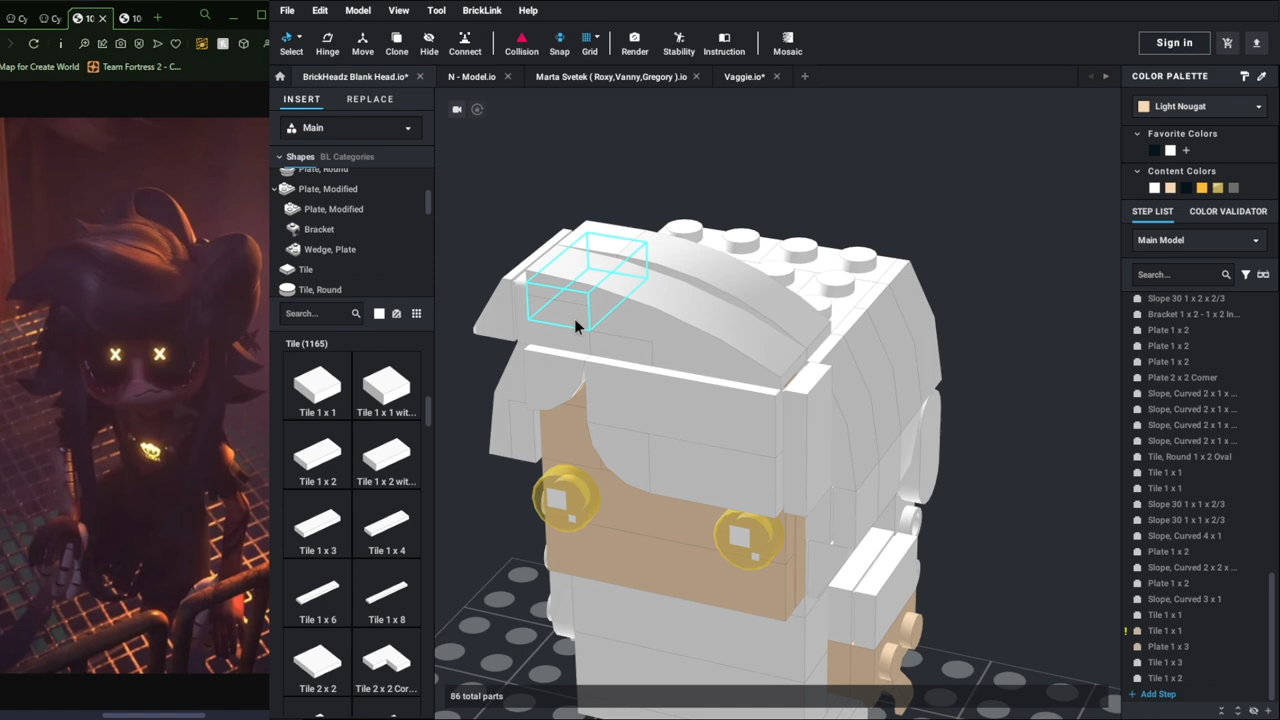 Cy
Cy
10
10
Map for Create World
Team Fortress 2 - C...
File
Edit
Model
View
Tool
BrickLink
Help
Select
Hinge
Move
Clone
Hide
Connect
Collision
Snap
Grid
Render
Stability
Instruction
Mosaic
Sign in
BrickHeadz Blank Head.io*
N - Model.io
Marta Svetek ( Roxy,Vanny,Gregory ).io
Vaggie.io*
INSERT
REPLACE
Main
Shapes
BL Categories
Plate, Round
Plate, Modified
Plate, Modified
Bracket
Wedge, Plate
Tile
Tile, Round
Search...
Tile (1165)
Tile 1 x 1
Tile 1 x 1 wit...
Tile 1 x 2
Tile 1 x 2 wit...
Tile 1 x 3
Tile 1 x 4
Tile 1 x 6
Tile 1 x 8
Tile 2 x 2
Tile 2 x 2 Cor...
86 total parts
COLOR PALETTE
Light Nougat
Favorite Colors
Content Colors
STEP LIST
COLOR VALIDATOR
Main Model
Search...
Slope 30 1 x 2 x 2/3
Bracket 1 x 2 - 1 x 2 In...
Plate 1 x 2
Plate 1 x 2
Plate 1 x 2
Plate 2 x 2 Corner
Slope, Curved 2 x 1 x ...
Slope, Curved 2 x 1 x ...
Slope, Curved 2 x 1 x ...
Slope, Curved 2 x 1 x ...
Tile, Round 1 x 2 Oval
Tile 1 x 1
Tile 1 x 1
Slope 30 1 x 1 x 2/3
Slope 30 1 x 1 x 2/3
Slope, Curved 4 x 1
Plate 1 x 2
Slope, Curved 2 x 2 x ...
Plate 1 x 2
Slope, Curved 3 x 1
Tile 1 x 1
Tile 1 x 1
Plate 1 x 3
Tile 1 x 3
Tile 1 x 2
Add Step